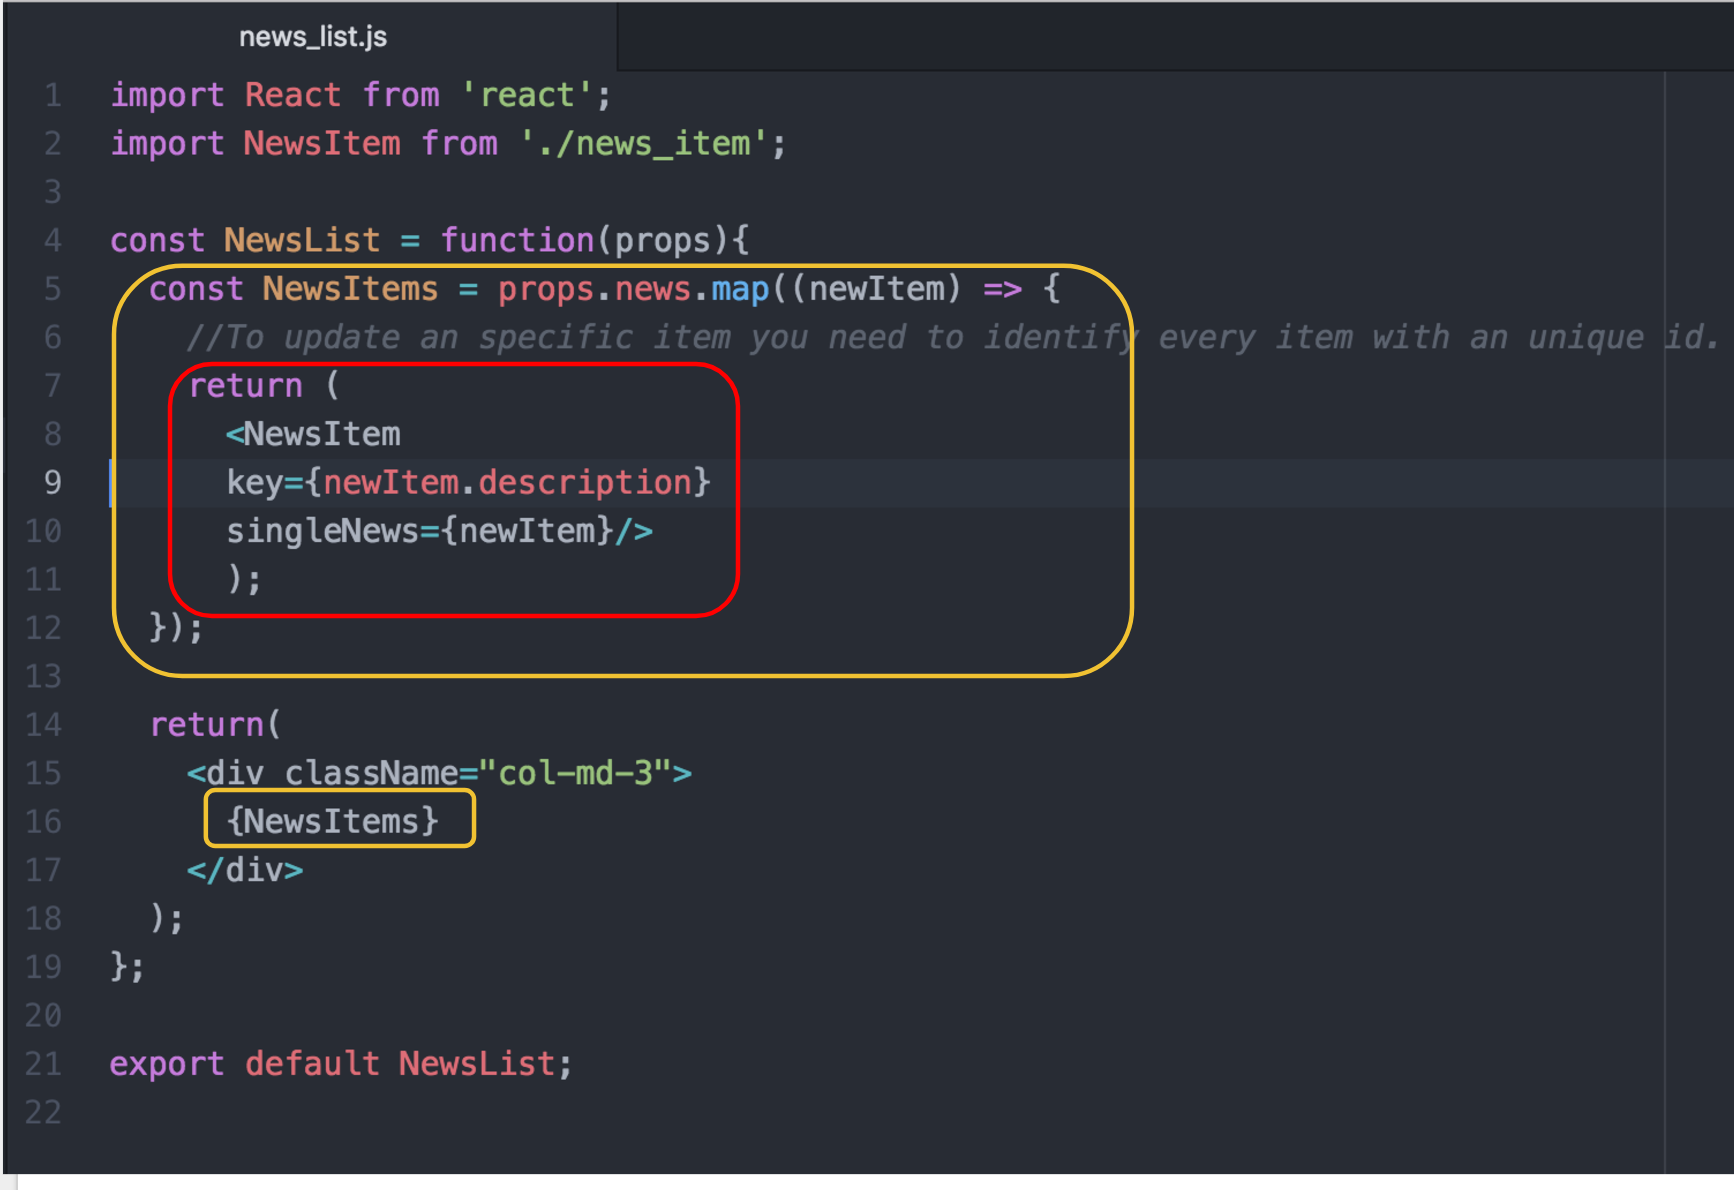 news_list.js
1 import React from 'react';
2 import NewsItem from './news_item';
3
4 const NewsList = function(props){
5 const NewsItems = props.news.map((newItem) => {
6 //To update an specific item you need to identify every item with an unique id.
7 return (
8 <NewsItem
9 key={newItem.description}
10 singleNews={newItem}/>
11 );
12 });
13
14 return(
15 <div className="col-md-3">
16 {NewsItems}
17 </div>
18 );
19 };
20
21 export default NewsList;
22